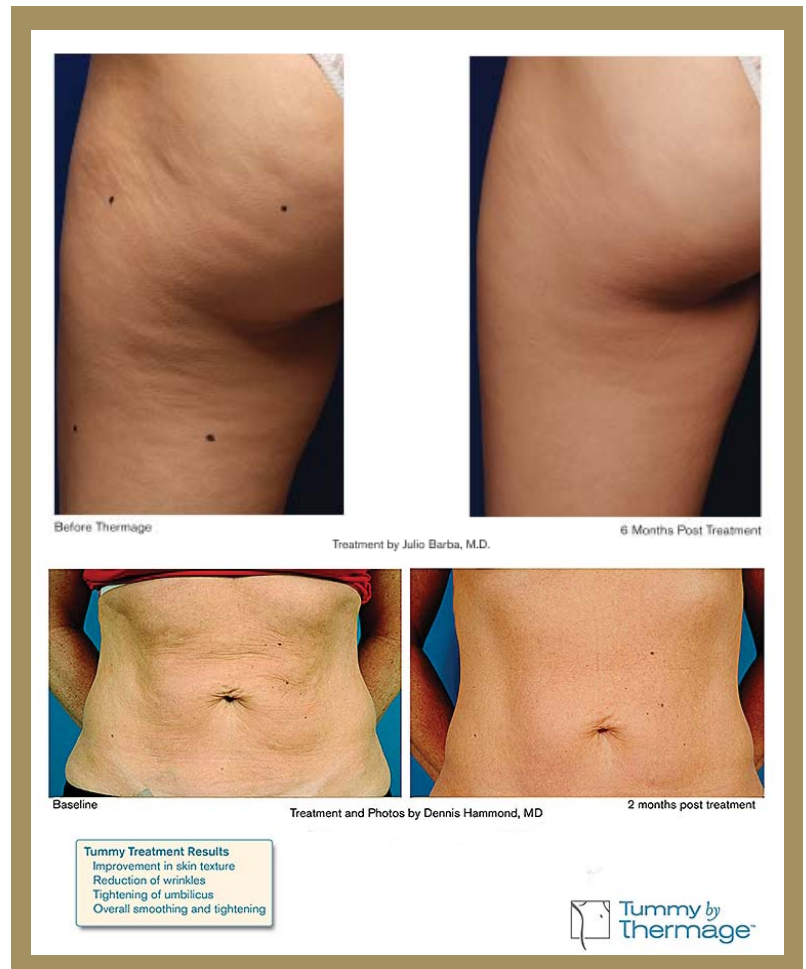 Before Thermage
6 Months Post Treatment
Treatment by Julio Barba, M.D.
Baseline
2 months post treatment
Treatment and Photos by Dennis Hammond, MD
Tummy Treatment Results
Improvement in skin texture
Reduction of wrinkles
Tightening of umbilicus
Overall smoothing and tightening
Tummy by
Thermage™